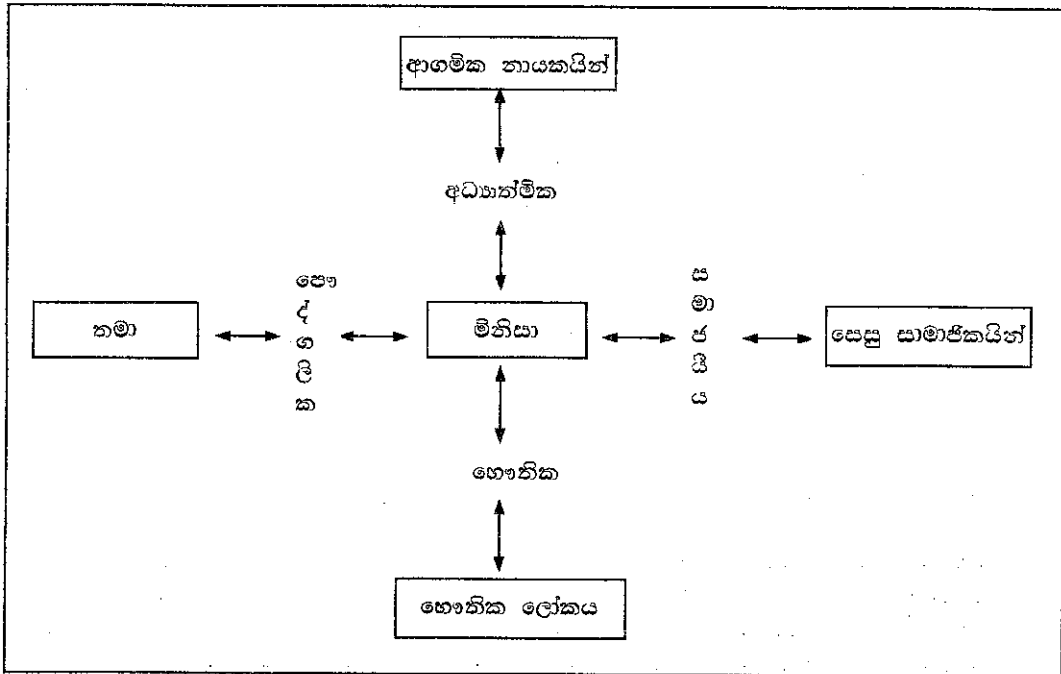 ආගමික නායකයින්
අධ්‍යාත්මික
පෞද්ගලික
සමාජයීය
තමා
මිනිසා
සෙසු සාමාජිකයින්
භෞතික
භෞතික ලෝකය